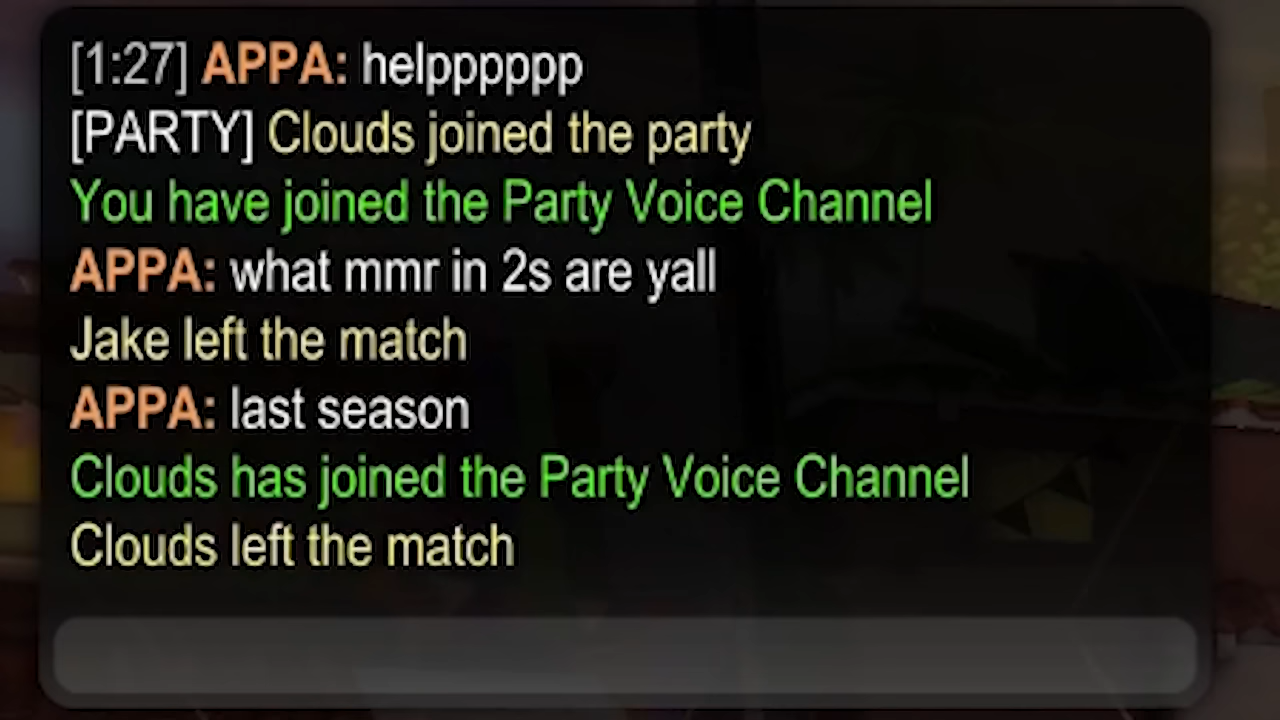 [1:27] APPA: helpppppp
[PARTY] Clouds joined the party
You have joined the Party Voice Channel
APPA: what mmr in 2s are yall
Jake left the match
APPA: last season
Clouds has joined the Party Voice Channel
Clouds left the match